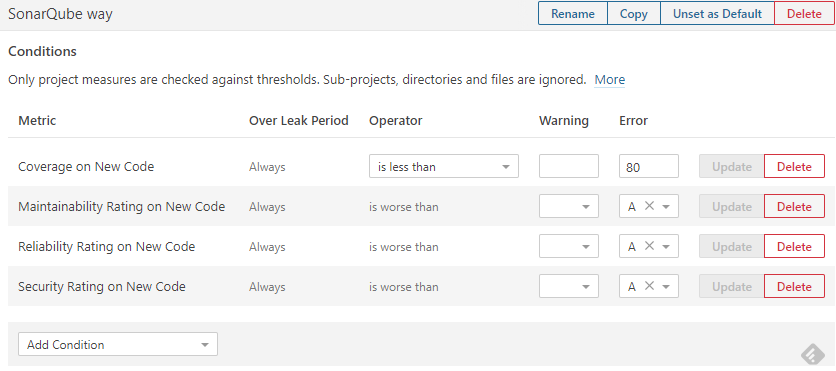 SonarQube way Rename Copy Unset as Default Delete
Conditions
Only project measures are checked against thresholds. Sub-projects, directories and files are ignored. More
Metric Over Leak Period Operator Warning Error
Coverage on New Code Always is less than 80 Update Delete
Maintainability Rating on New Code Always is worse than A Update Delete
Reliability Rating on New Code Always is worse than A Update Delete
Security Rating on New Code Always is worse than A Update Delete
Add Condition